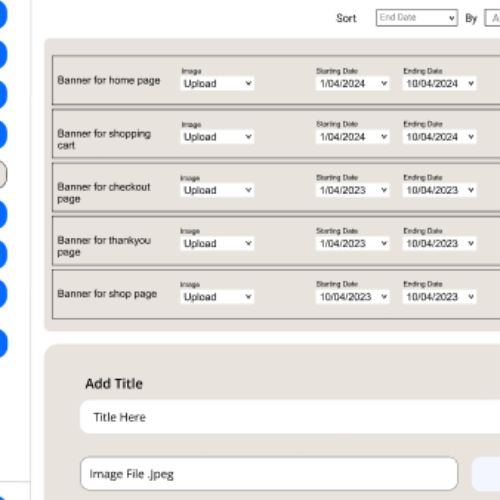 Sort End Date By A
Image Starting Date Ending Date
Banner for home page Upload 1/04/2024 10/04/2024
Image Starting Date Ending Date
Banner for shopping Upload 1/04/2024 10/04/2024
cart
Image Starting Date Ending Date
Banner for checkout Upload 1/04/2023 10/04/2023
page
Image Starting Date Ending Date
Banner for thankyou Upload 1/04/2023 10/04/2023
page
Image Starting Date Ending Date
Banner for shop page Upload 10/04/2023 10/04/2023
Add Title
Title Here
Image File .Jpeg